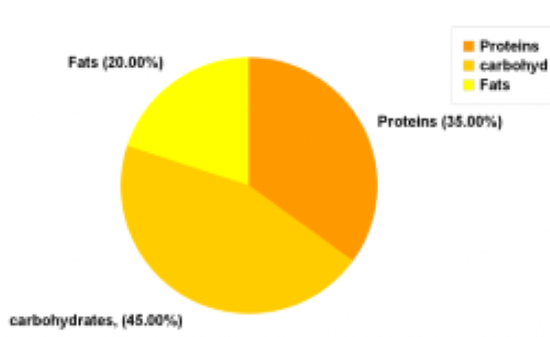 Fats (20.00%)
Proteins
carbohyd
Fats
Proteins (35.00%)
carbohydrates, (45.00%)